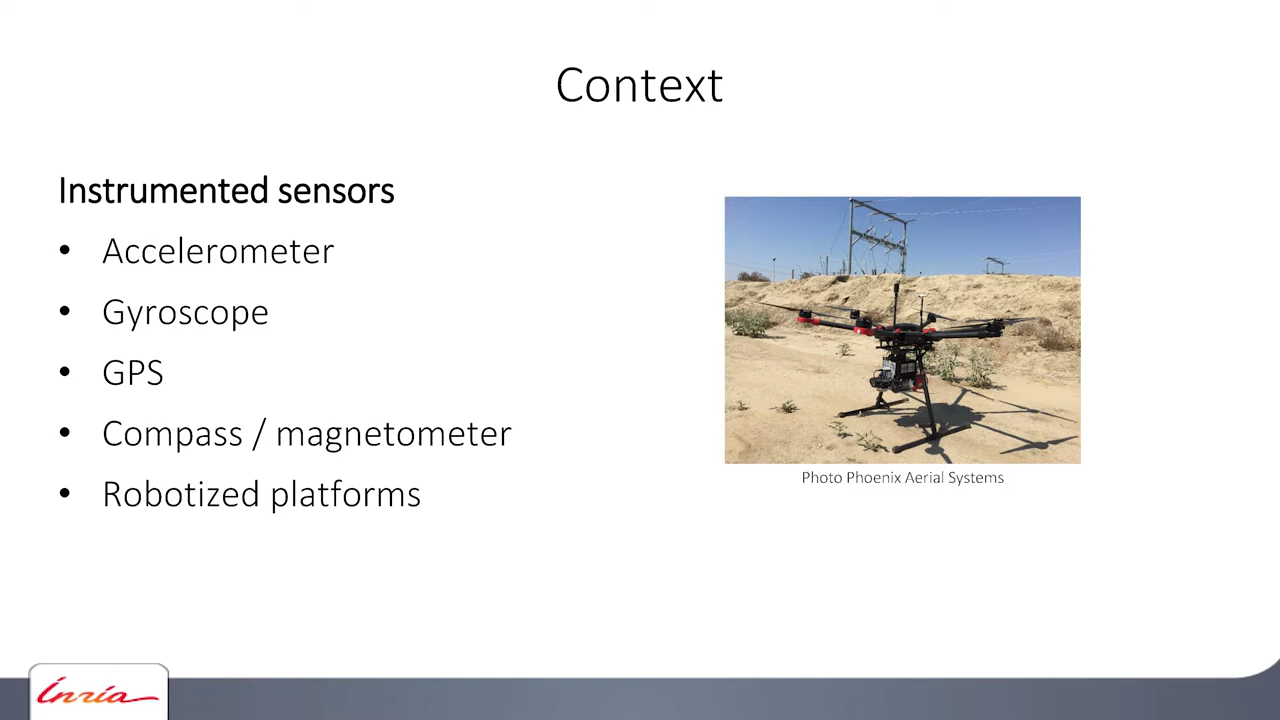 Context
Instrumented sensors
• Accelerometer
• Gyroscope
• GPS
• Compass / magnetometer
• Robotized platforms
Photo Phoenix Aerial Systems
Inria